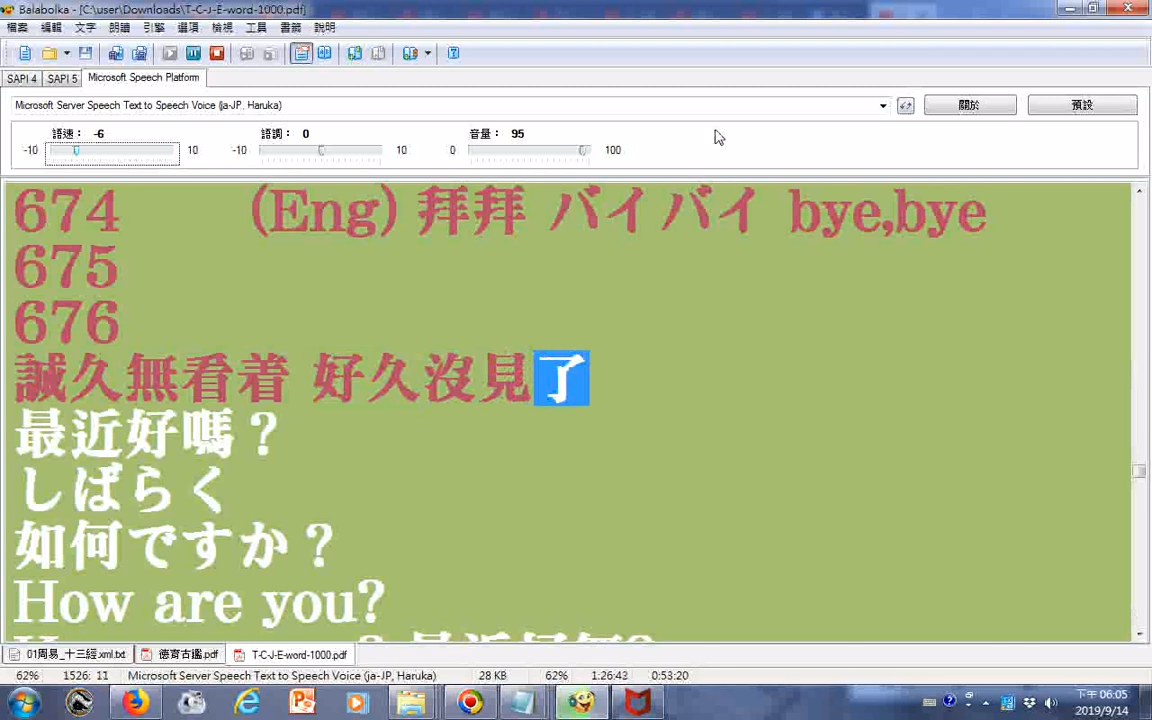 Balabolka - [C:\user\Downloads\T-C-J-E-word-1000.pdf]
檔案 編輯 文字 朗讀 引擎 選項 檢視 工具 書籤 說明
SAPI 4 SAPI 5 Microsoft Speech Platform
Microsoft Server Speech Text to Speech Voice (ja-JP, Haruka)
關於 預設
語速: -6 語調: 0 音量: 95
-10 10 -10 10 0 100
674 (Eng) 拜拜 バイバイ bye,bye
675
676
誠久無看着 好久沒見了
最近好嗎？
しばらく
如何ですか？
How are you?
01周易_十三經.xml.txt 德育古鑑.pdf T-C-J-E-word-1000.pdf
62% 1526: 11 Microsoft Server Speech Text to Speech Voice (ja-JP, Haruka) 28 KB 62% 1:26:43 0:53:20
下午 06:05
2019/9/14